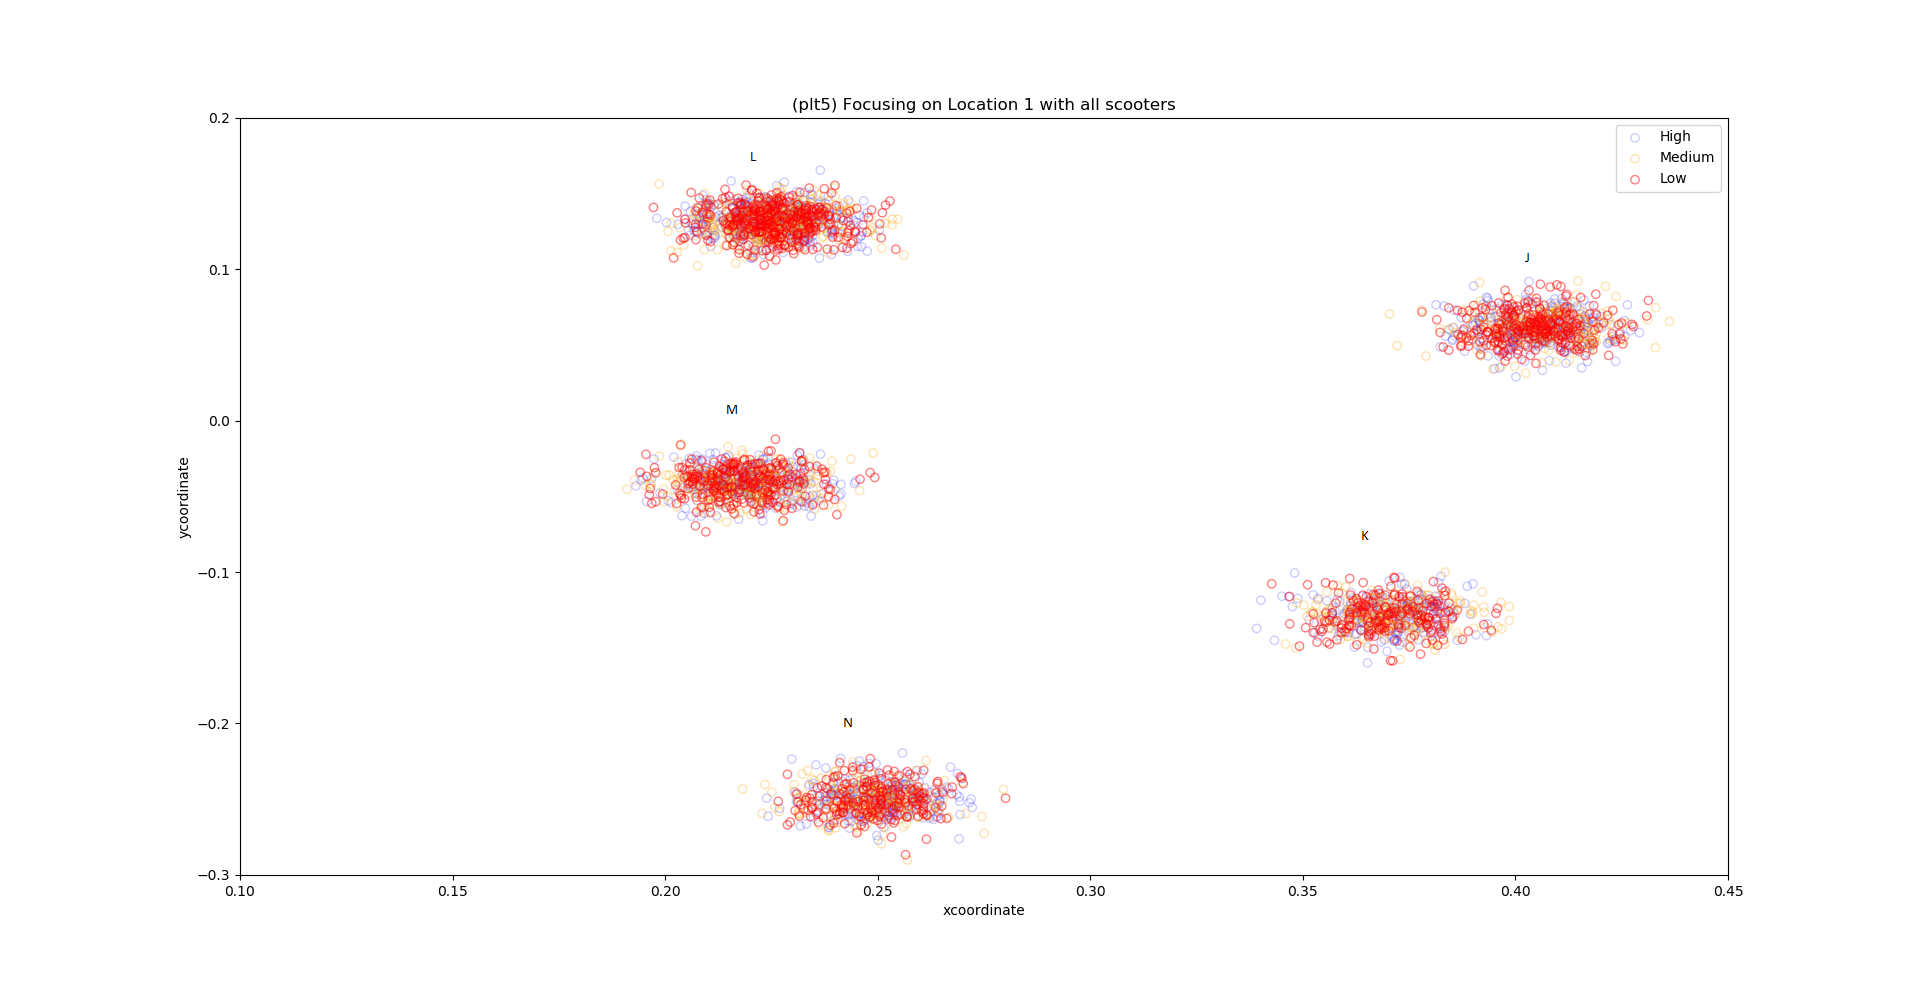 (plt5) Focusing on Location 1 with all scooters
High
Medium
Low
L
J
M
K
N
0.2
0.1
0.0
−0.1
−0.2
−0.3
ycoordinate
0.10 0.15 0.20 0.25 0.30 0.35 0.40 0.45
xcoordinate